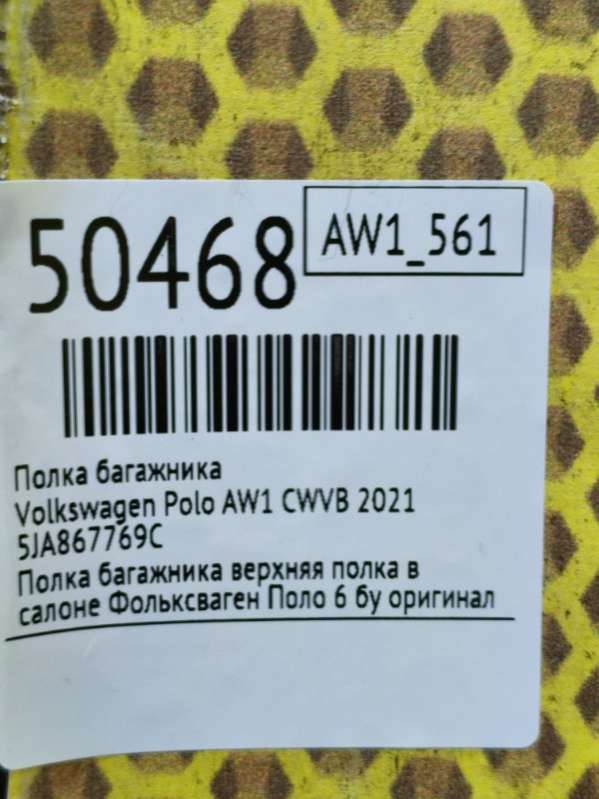 50468
AW1_561
Полка багажника
Volkswagen Polo AW1 CWVB 2021
5JA867769C
Полка багажника верхняя полка в
салоне Фольксваген Поло 6 бу оригинал